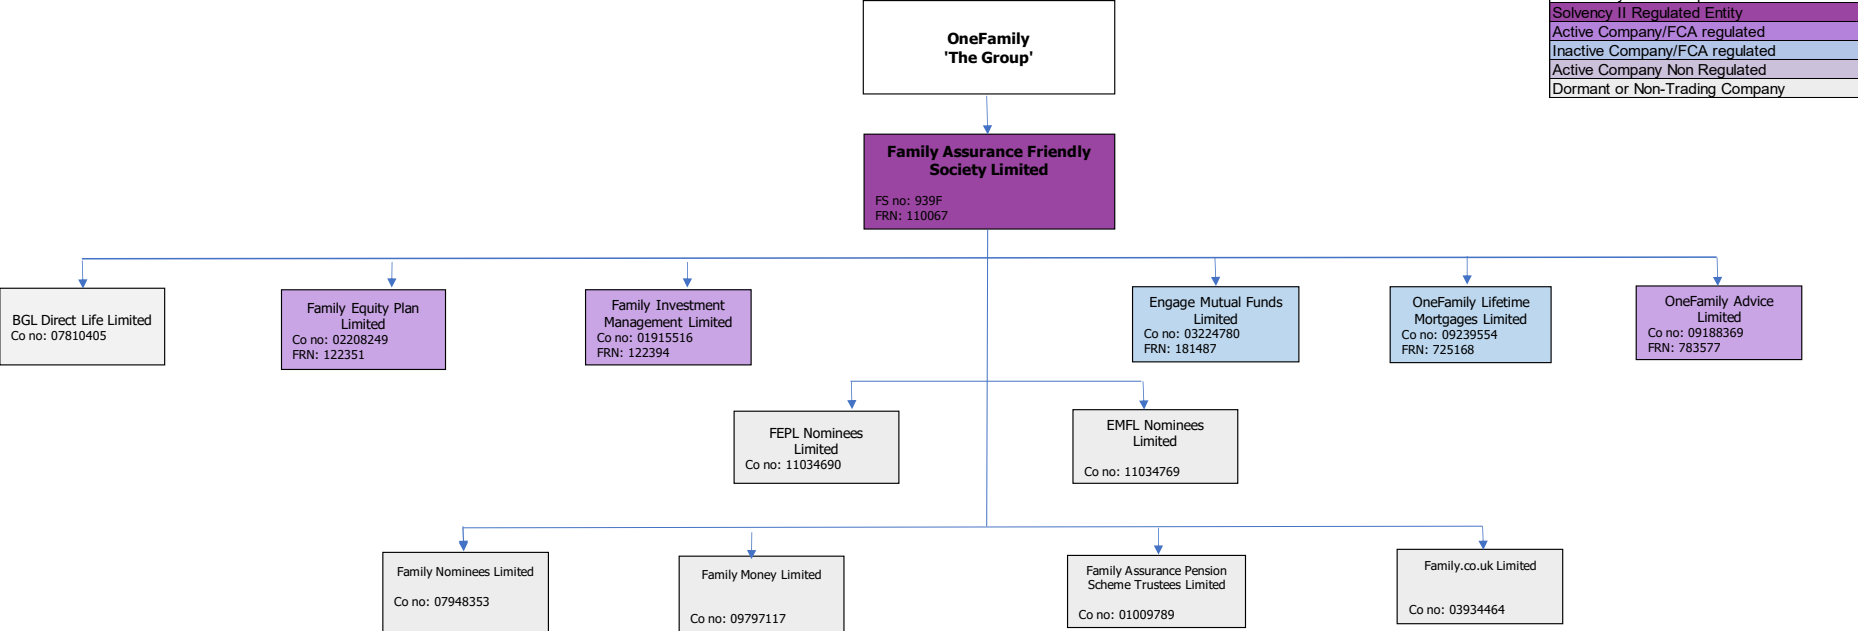 OneFamily
'The Group'
Solvency II Regulated Entity
Active Company/FCA regulated
Inactive Company/FCA regulated
Active Company Non Regulated
Dormant or Non-Trading Company
Family Assurance Friendly
Society Limited
FS no: 939F
FRN: 110067
BGL Direct Life Limited
Co no: 07810405
Family Equity Plan
Limited
Co no: 02208249
FRN: 122351
Family Investment
Management Limited
Co no: 01915516
FRN: 122394
Engage Mutual Funds
Limited
Co no: 03224780
FRN: 181487
OneFamily Lifetime
Mortgages Limited
Co no: 09239554
FRN: 725168
OneFamily Advice
Limited
Co no: 09188369
FRN: 783577
FEPL Nominees
Limited
Co no: 11034690
EMFL Nominees
Limited
Co no: 11034769
Family Nominees Limited
Co no: 07948353
Family Money Limited
Co no: 09797117
Family Assurance Pension
Scheme Trustees Limited
Co no: 01009789
Family.co.uk Limited
Co no: 03934464